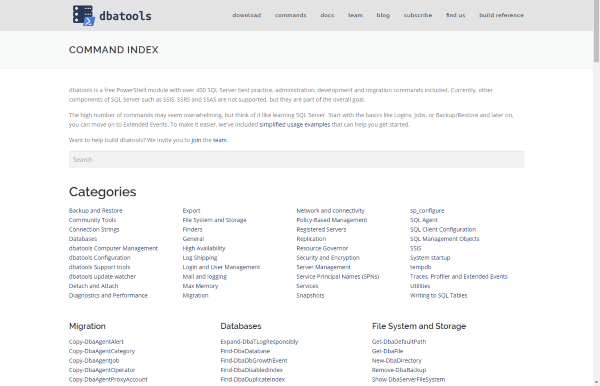 dbatools
download commands docs team blog subscribe find us build reference
COMMAND INDEX
dbatools is a free PowerShell module with over 400 SQL Server best practice, administration, development and migration commands included. Currently, other
components of SQL Server such as SSIS, SSRS and SSAS are not supported, but they are part of the overall goal.
The high number of commands may seem overwhelming, but think of it like learning SQL Server. Start with the basics like Logins, Jobs, or Backup/Restore and later on,
you can move on to Extended Events. To make it easier, we've included simplified usage examples that can help you get started.
Want to help build dbatools? We invite you to join the team.
Search
Categories
Backup and Restore
Community Tools
Connection Strings
Databases
dbatools Computer Management
dbatools Configuration
dbatools Support tools
dbatools update watcher
Detach and Attach
Diagnostics and Performance
Export
File System and Storage
Finders
General
High Availability
Log Shipping
Login and User Management
Mail and logging
Max Memory
Migration
Network and connectivity
Policy-Based Management
Registered Servers
Replication
Resource Governor
Security and Encryption
Server Management
Service Principal Names (SPNs)
Services
Snapshots
sp_configure
SQL Agent
SQL Client Configuration
SQL Management Objects
SSIS
System startup
tempdb
Traces, Profiler and Extended Events
Utilities
Writing to SQL Tables
Migration
Copy-DbaAgentAlert
Copy-DbaAgentCategory
Copy-DbaAgentJob
Copy-DbaAgentOperator
Copy-DbaAgentProxyAccount
Databases
Expand-DbaTLogResponsibly
Find-DbaDatabase
Find-DbaDbGrowthEvent
Find-DbaDisabledIndex
Find-DbaDuplicateIndex
File System and Storage
Get-DbaDefaultPath
Get-DbaFile
New-DbaDirectory
Remove-DbaBackup
Show-DbaServerFileSystem